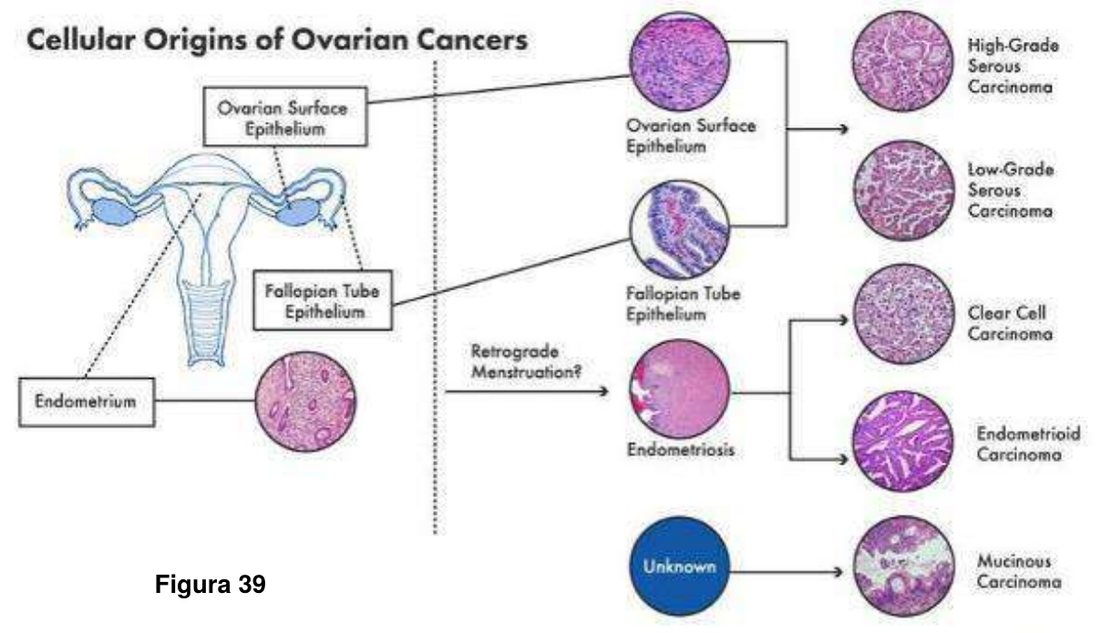 Cellular Origins of Ovarian Cancers
Ovarian Surface
Epithelium
Fallopian Tube
Epithelium
Endometrium
Retrograde
Menstruation?
Ovarian Surface
Epithelium
Fallopian Tube
Epithelium
Endometriosis
Unknown
High-Grade
Serous
Carcinoma
Low-Grade
Serous
Carcinoma
Clear Cell
Carcinoma
Endometrioid
Carcinoma
Mucinous
Carcinoma
Figura 39